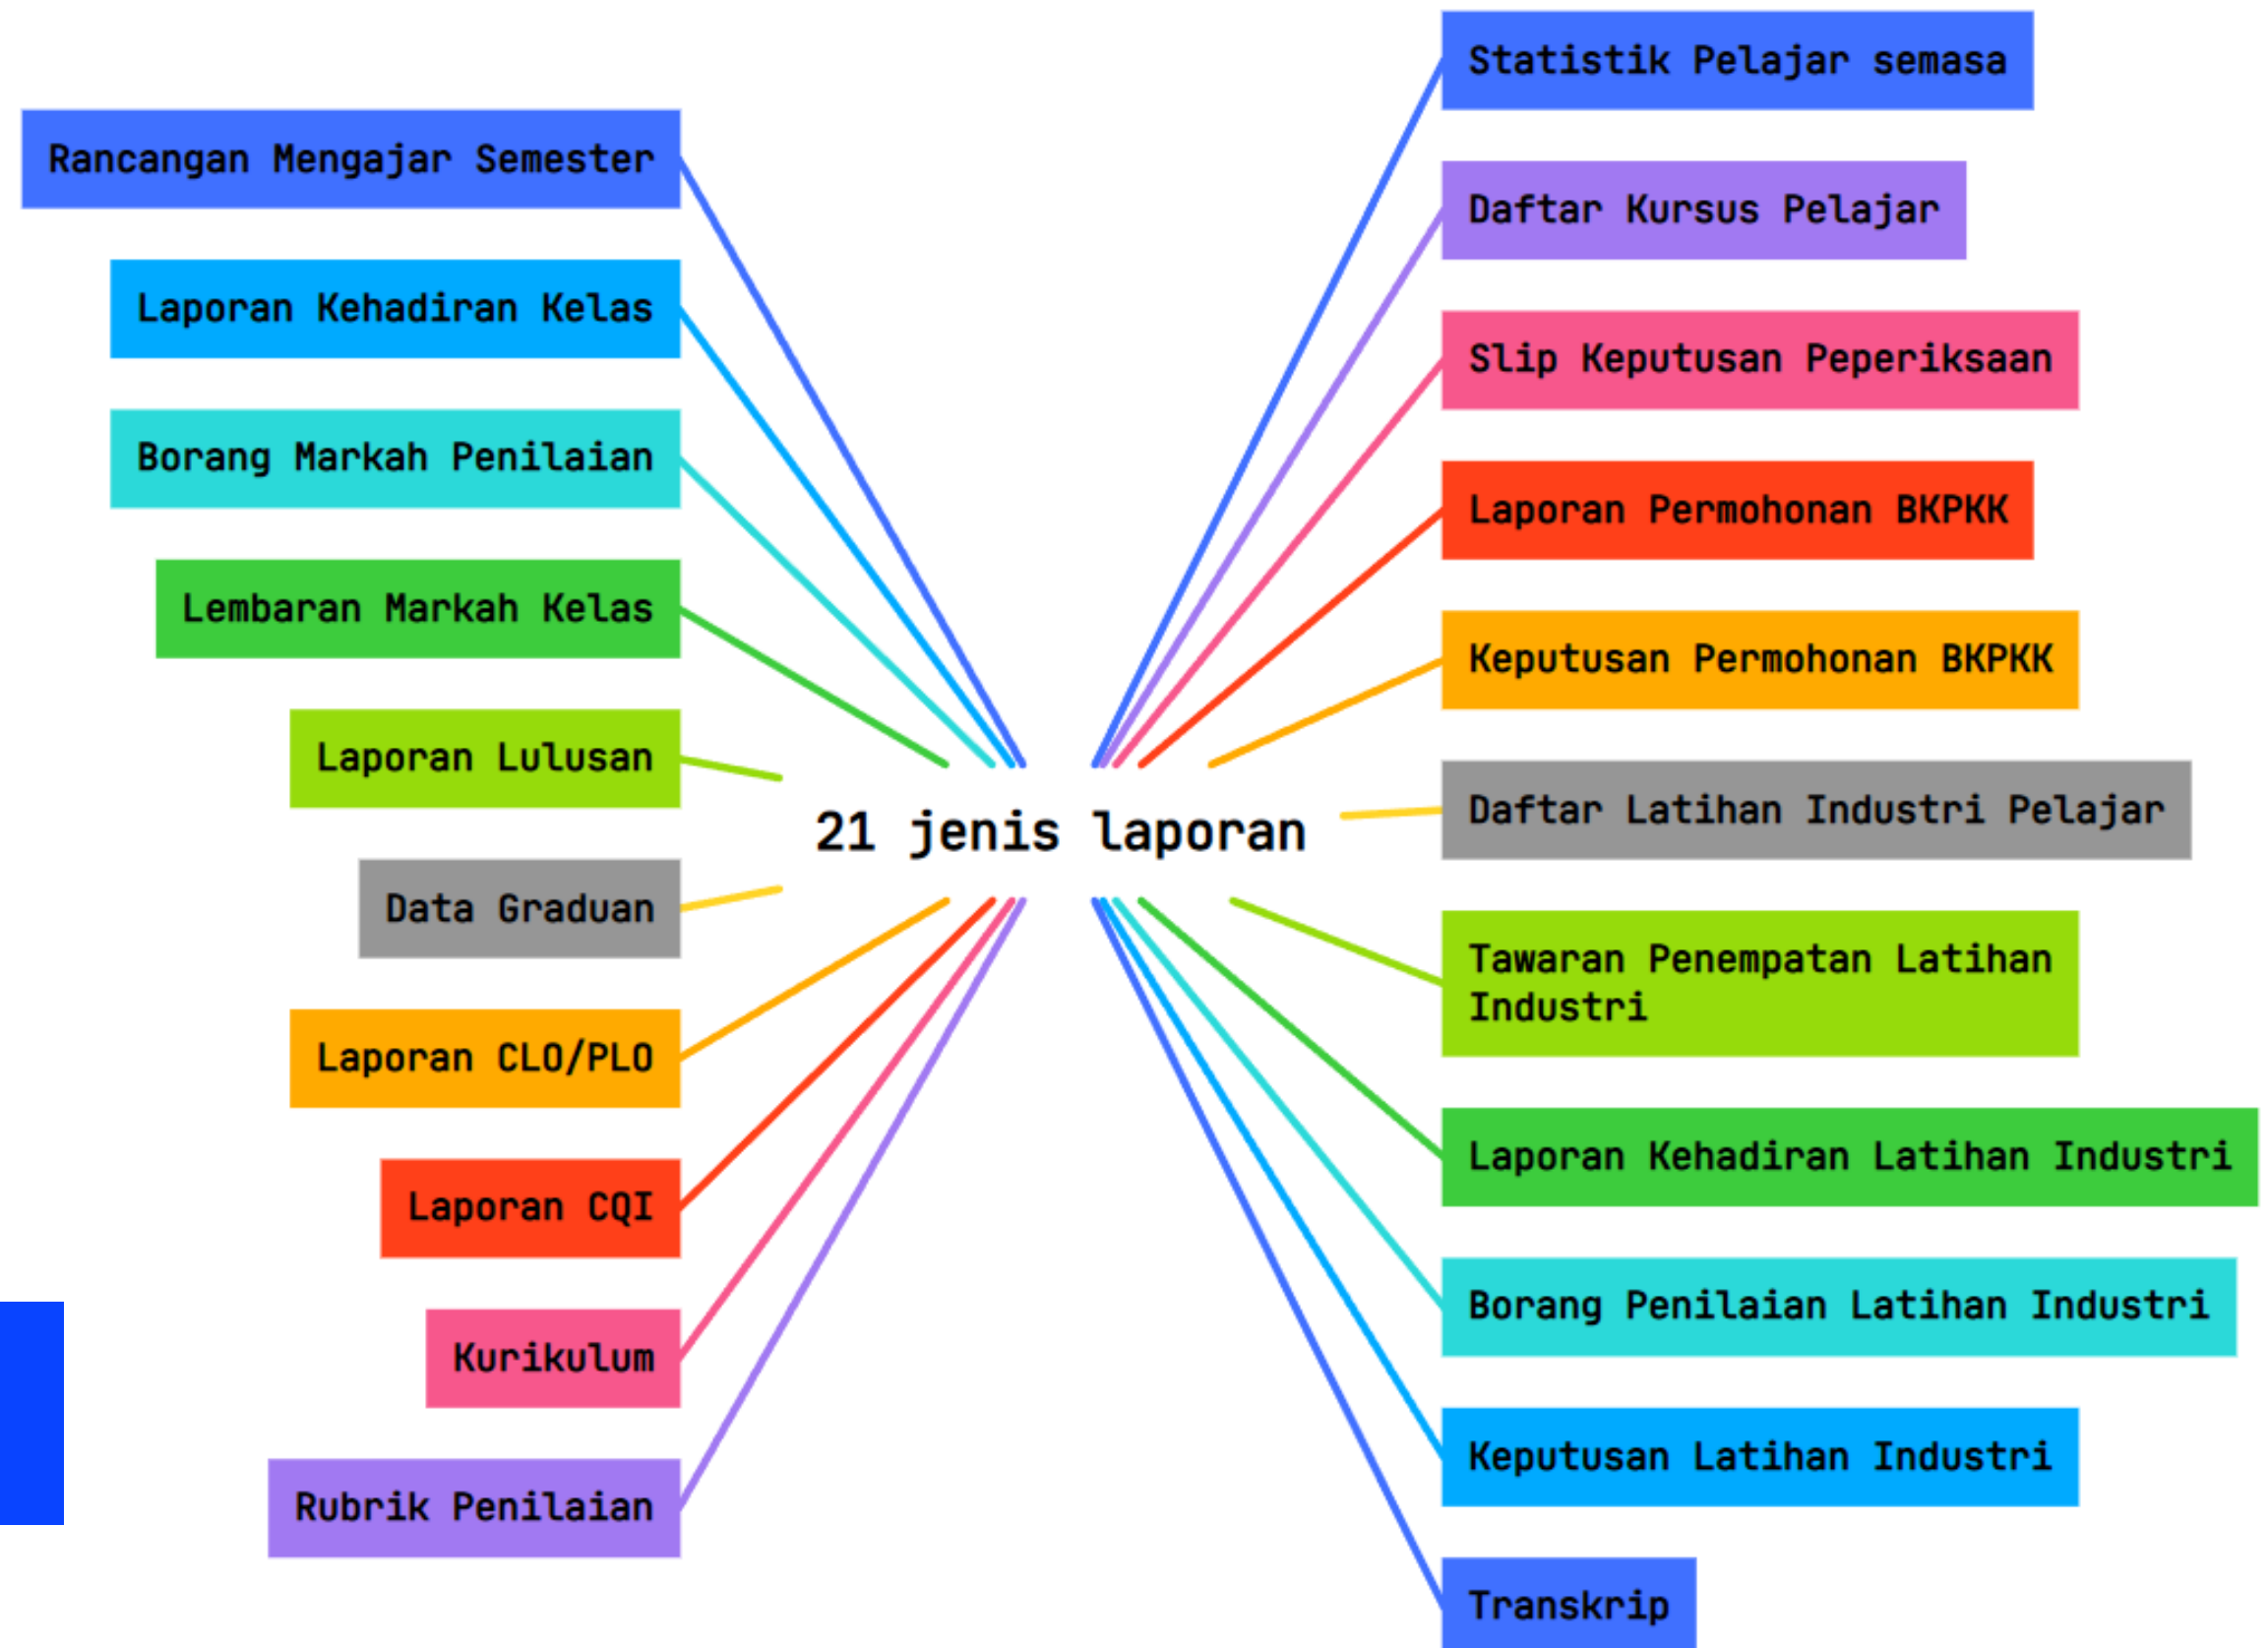 Rancangan Mengajar Semester
Laporan Kehadiran Kelas
Borang Markah Penilaian
Lembaran Markah Kelas
Laporan Lulusan
Data Graduan
Laporan CLO/PLO
Laporan CQI
Kurikulum
Rubrik Penilaian
21 jenis laporan
Statistik Pelajar semasa
Daftar Kursus Pelajar
Slip Keputusan Peperiksaan
Laporan Permohonan BKPKK
Keputusan Permohonan BKPKK
Daftar Latihan Industri Pelajar
Tawaran Penempatan Latihan
Industri
Laporan Kehadiran Latihan Industri
Borang Penilaian Latihan Industri
Keputusan Latihan Industri
Transkrip